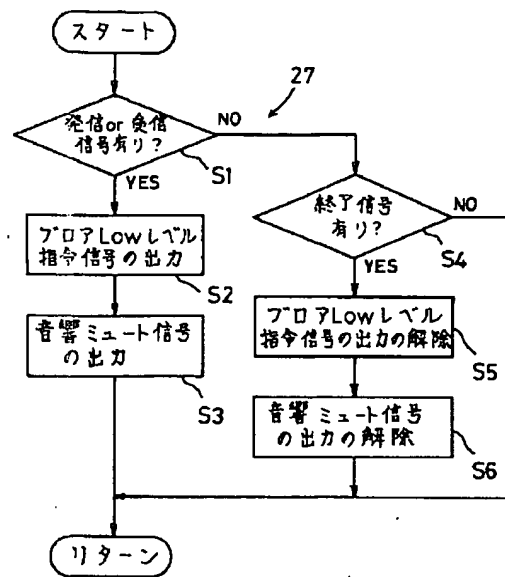 スタート
27
発信or 受信
信号有り?
NO
S1
YES
ブロアLowレベル
指令信号の出力
S2
音響ミュート信号
の出力
S3
終了信号
有り?
NO
S4
YES
ブロアLowレベル
指令信号の出力の解除
S5
音響ミュート信号
の出力の解除
S6
リターン